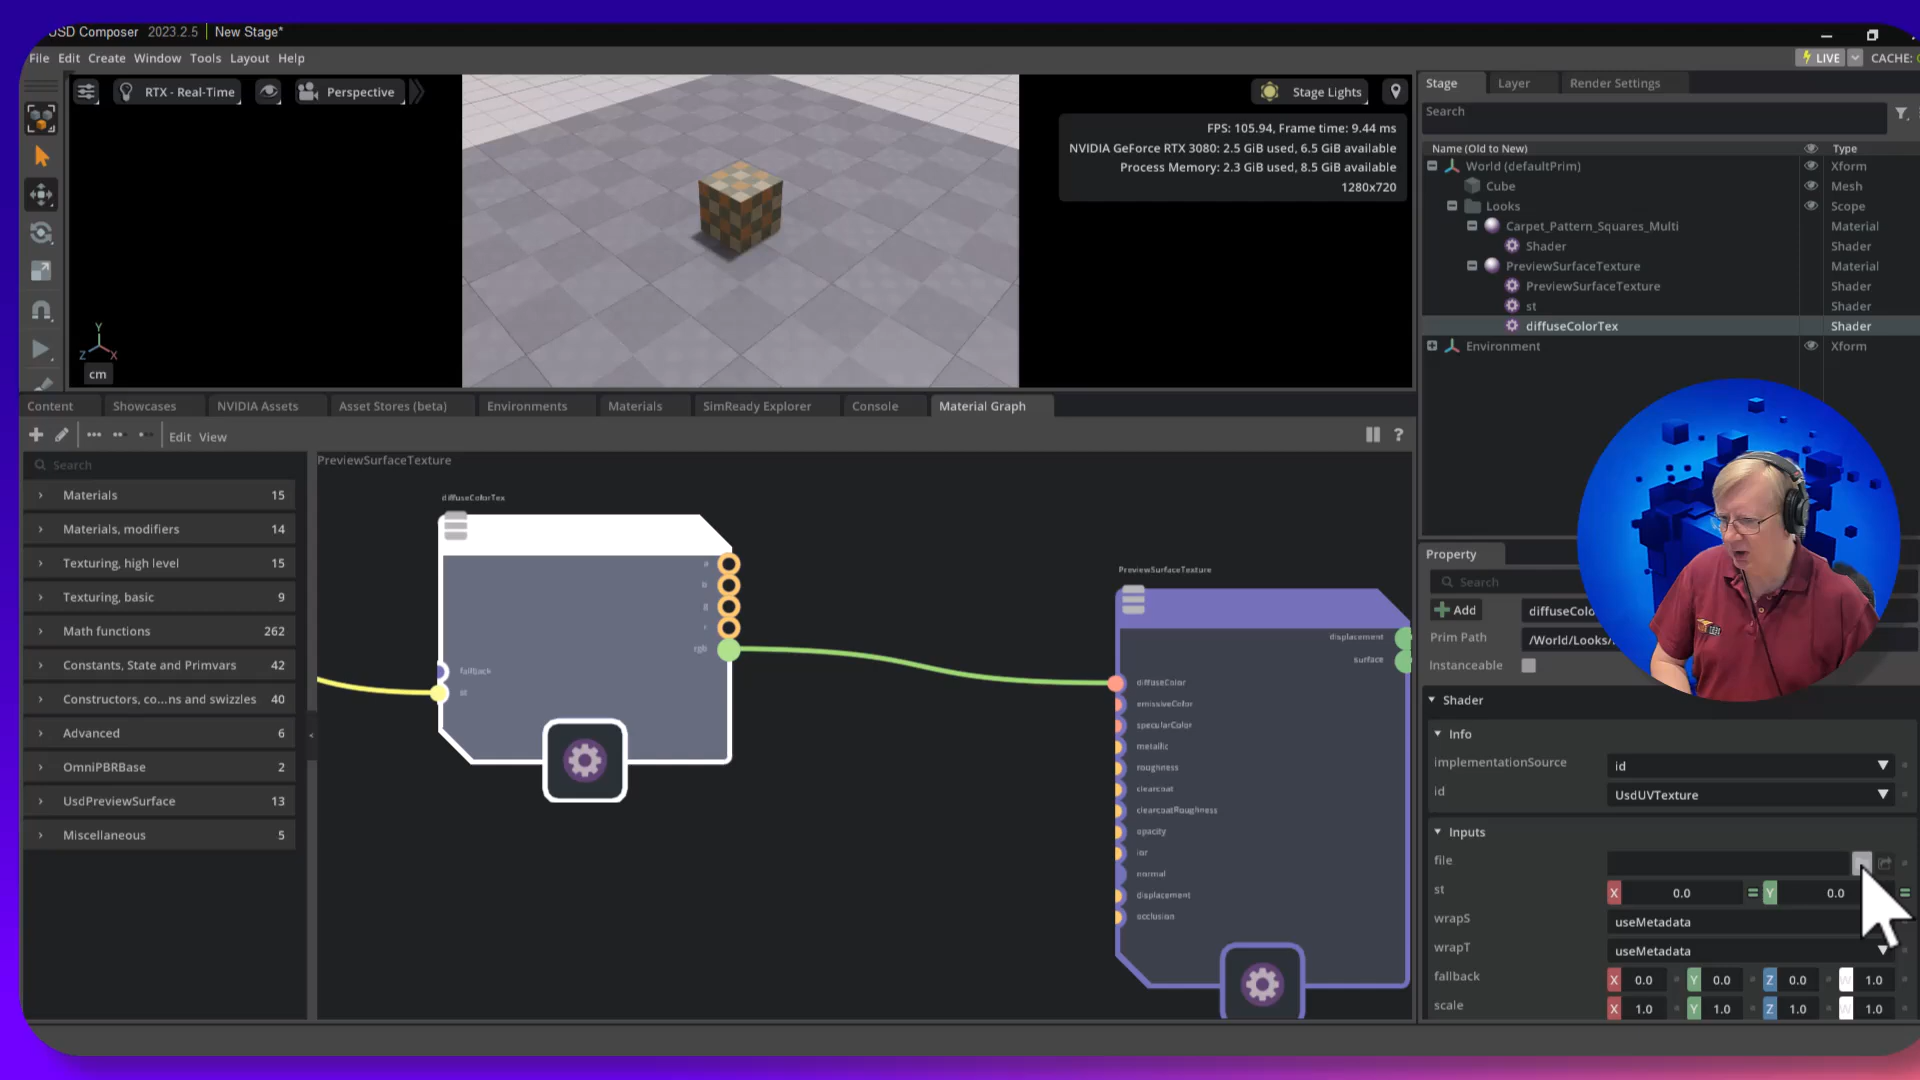 USD Composer 2023.2.5 New Stage*
File Edit Create Window Tools Layout Help
LIVE CACHE:
RTX - Real-Time Perspective Stage Lights
FPS: 105.94, Frame time: 9.44 ms
NVIDIA GeForce RTX 3080: 2.5 GiB used, 6.5 GiB available
Process Memory: 2.3 GiB used, 8.5 GiB available
1280x720
Y
Z X
cm
Stage Layer Render Settings
Search
Name (Old to New) Type
World (defaultPrim) Xform
Cube Mesh
Looks Scope
Carpet_Pattern_Squares_Multi Material
Shader Shader
PreviewSurfaceTexture Material
PreviewSurfaceTexture Shader
st Shader
diffuseColorTex Shader
Environment Xform
Content Showcases NVIDIA Assets Asset Stores (beta) Environments Materials SimReady Explorer Console Material Graph
Edit View ?
Search
Materials 15
Materials, modifiers 14
Texturing, high level 15
Texturing, basic 9
Math functions 262
Constants, State and Primvars 42
Constructors, co...ns and swizzles 40
Advanced 6
OmniPBRBase 2
UsdPreviewSurface 13
Miscellaneous 5
PreviewSurfaceTexture
diffuseColorTex
a
b
g
r
rgb
fallback
st
PreviewSurfaceTexture
displacement
surface
diffuseColor
emissiveColor
specularColor
metallic
roughness
clearcoat
clearcoatRoughness
opacity
ior
normal
displacement
occlusion
Property
Search
Add diffuseColo
Prim Path /World/Looks/
Instanceable
Shader
Info
implementationSource id
id UsdUVTexture
Inputs
file
st X 0.0 Y 0.0
wrapS useMetadata
wrapT useMetadata
fallback X 0.0 Y 0.0 Z 0.0 W 1.0
scale X 1.0 Y 1.0 Z 1.0 W 1.0